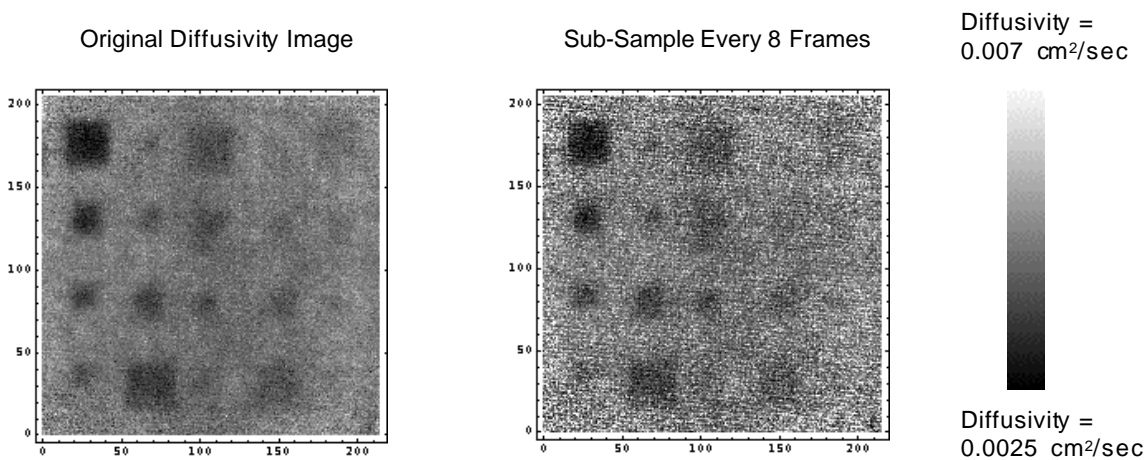 Original Diffusivity Image
Sub-Sample Every 8 Frames
Diffusivity =
0.007 cm²/sec
200
150
100
50
0
0 50 100 150 200
200
150
100
50
0
0 50 100 150 200
Diffusivity =
0.0025 cm²/sec